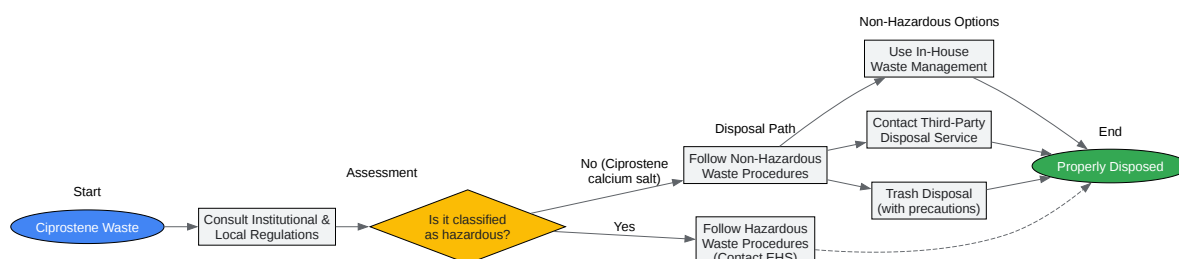 Non-Hazardous Options
Use In-House
Waste Management
Disposal Path
Contact Third-Party
Disposal Service
End
No (Ciprostene
calcium salt)
Follow Non-Hazardous
Waste Procedures
Properly Disposed
Assessment
Trash Disposal
(with precautions)
Start
Ciprostene Waste
Consult Institutional &
Local Regulations
Is it classified
as hazardous?
Yes
Follow Hazardous
Waste Procedures
(Contact EHS)